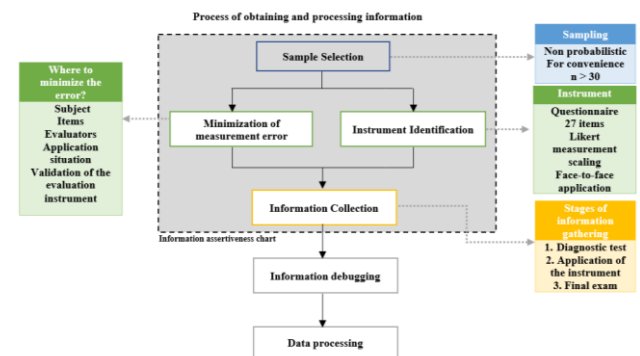 Process of obtaining and processing information
Sample Selection
Sampling
Non probabilistic
For convenience
n > 30
Where to
minimize the
error?
Subject
Items
Evaluators
Application
situation
Validation of the
evaluation
instrument
Minimization of
measurement error
Instrument Identification
Instrument
Questionnaire
27 items
Likert
measurement
scaling
Face-to-face
application
Information Collection
Information assertiveness chart
Stages of
information
gathering
1. Diagnostic test
2. Application of
the instrument
3. Final exam
Information debugging
Data processing